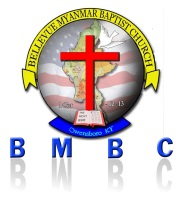 BELLEVUE MYANMAR BAPTIST CHURCH
Owensboro KY
B M B C